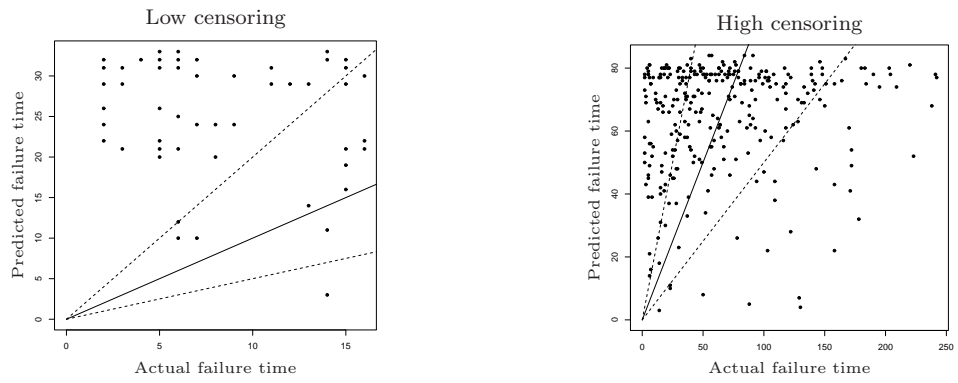 Low censoring
Predicted failure time
30
25
20
15
10
5
0
0 5 10 15
Actual failure time
High censoring
Predicted failure time
80
60
40
20
0
0 50 100 150 200 250
Actual failure time